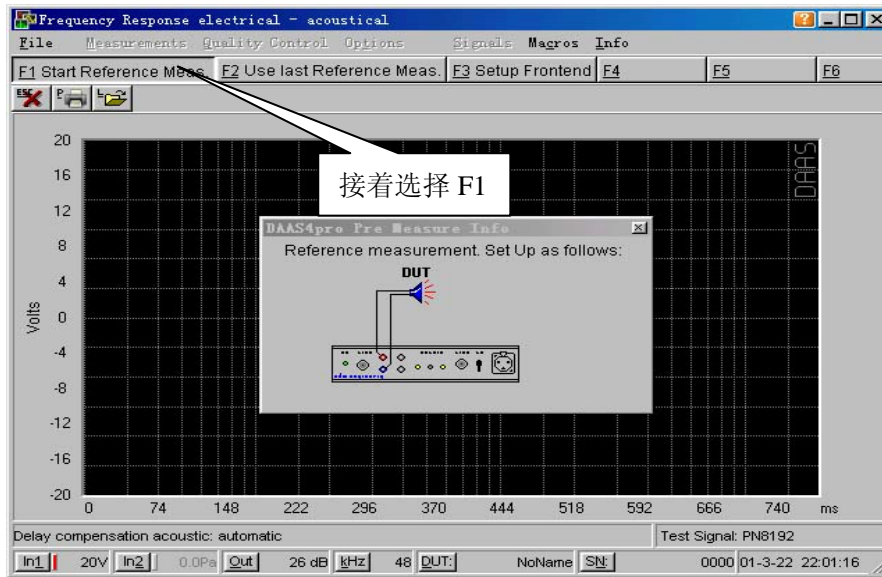 Frequency Response electrical - acoustical
File Measurements Quality Control Options Signals Macros Info
F1 Start Reference Meas. F2 Use last Reference Meas. F3 Setup Frontend F4 F5 F6
ESC P L
接着选择 F1
DAAS
DAAS4pro Pre Measure Info
Reference measurement. Set Up as follows:
DUT
Volts
20
16
12
8
4
0
-4
-8
-12
-16
-20
0 74 148 222 296 370 444 518 592 666 740 ms
Delay compensation acoustic: automatic Test Signal: PN8192
In1 20V In2 0.0Pa Out 26 dB kHz 48 DUT: NoName SN: 0000 01-3-22 22:01:16